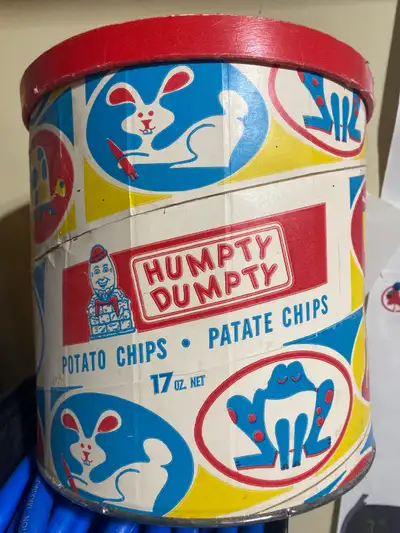 HUMPTY
DUMPTY
POTATO CHIPS • PATATE CHIPS
17 OZ. NET